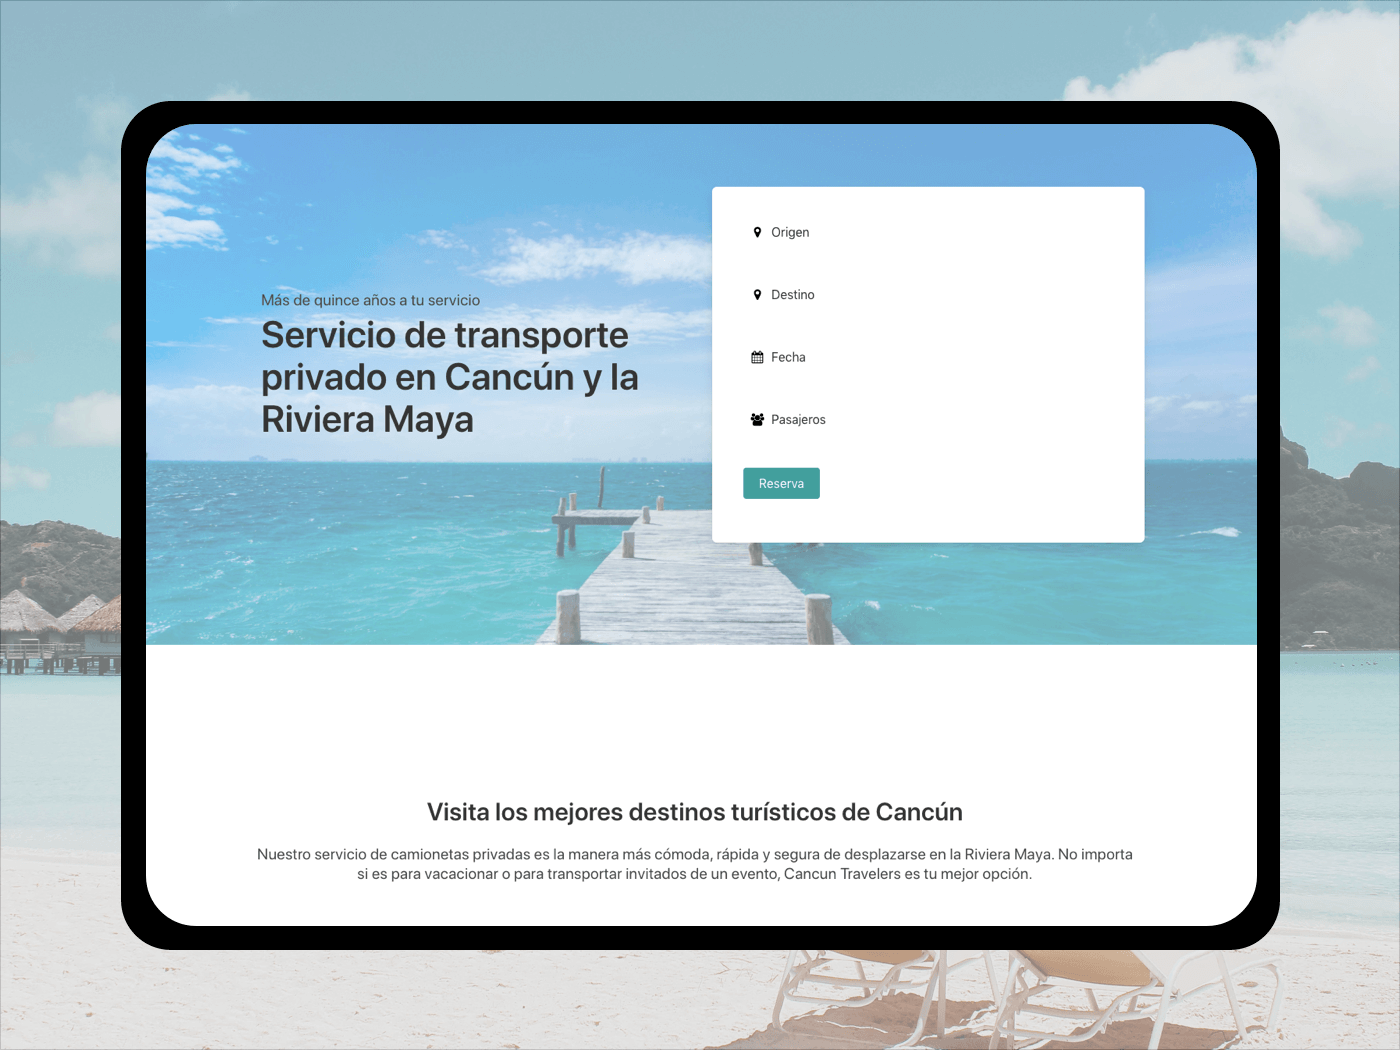 Más de quince años a tu servicio
Servicio de transporte
privado en Cancún y la
Riviera Maya
Origen
Destino
Fecha
Pasajeros
Reserva
Visita los mejores destinos turísticos de Cancún
Nuestro servicio de camionetas privadas es la manera más cómoda, rápida y segura de desplazarse en la Riviera Maya. No importa
si es para vacacionar o para transportar invitados de un evento, Cancun Travelers es tu mejor opción.